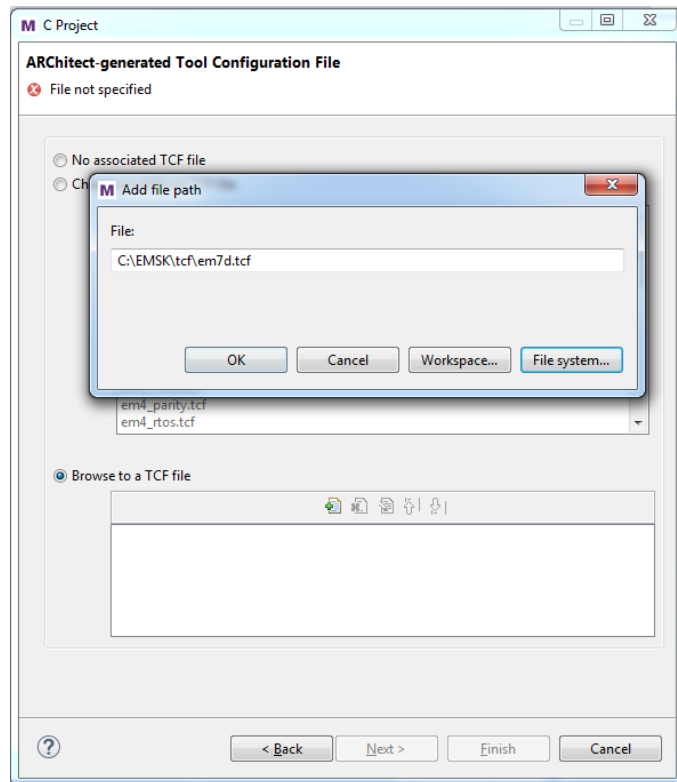 M C Project
ARChitect-generated Tool Configuration File
File not specified
No associated TCF file
Ch
M Add file path
File:
C:\EMSK\tcf\em7d.tcf
OK Cancel Workspace... File system...
em4_parity.tcf
em4_rtos.tcf
Browse to a TCF file
? < Back Next > Finish Cancel